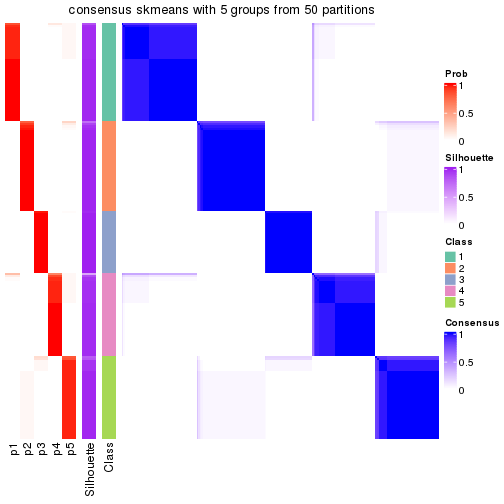 consensus skmeans with 5 groups from 50 partitions
Prob
1
0.5
0
Silhouette
1
0.5
0
Class
1
2
3
4
5
Consensus
1
0.5
0
p1
p2
p3
p4
p5
Silhouette
Class